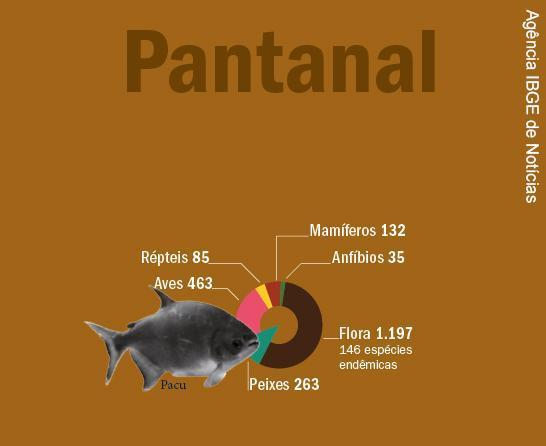 Pantanal
Agência IBGE de Notícias
Mamíferos 132
Répteis 85
Anfíbios 35
Aves 463
Flora 1.197
146 espécies
endêmicas
Pacu
Peixes 263